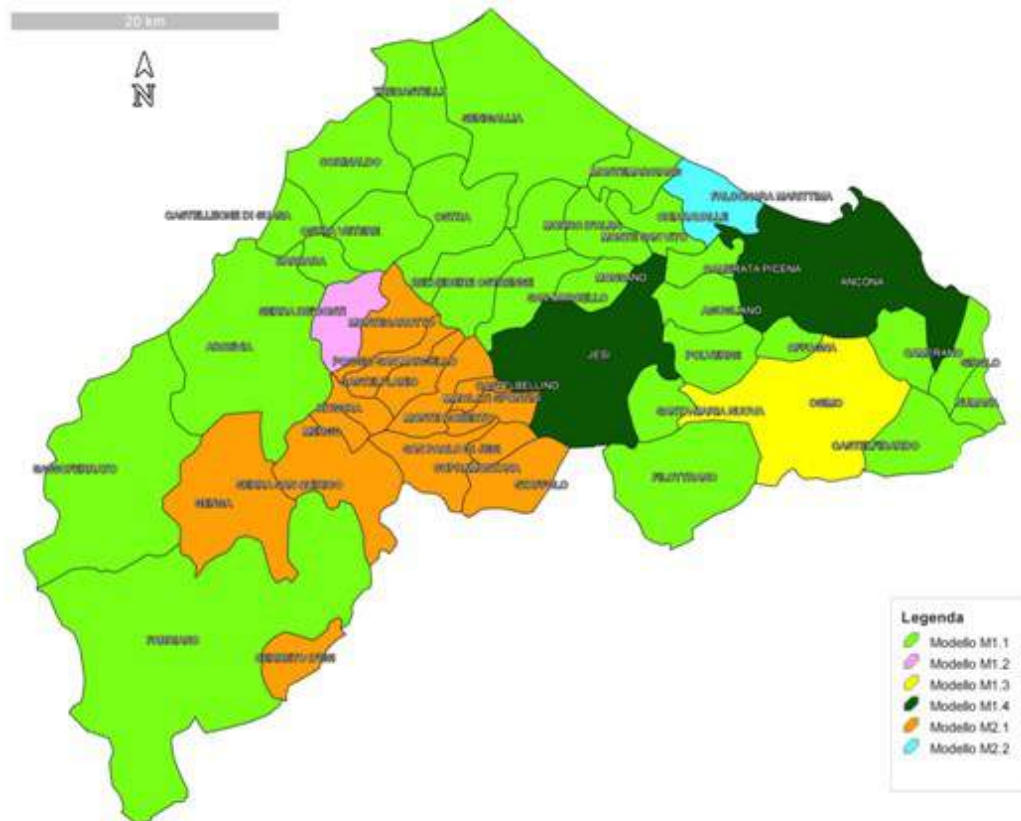 20 km
N
TRECASTELLI
SENIGALLIA
CORINALDO
MONTEMARCIANO
CASTELLEONE DI SUASA
OSTRA
FALCONARA MARITTIMA
OSTRA VETERE
MORRO D'ALBA
CHIARAVALLE
MONTE SAN VITO
BARBARA
BELVEDERE OSTRENSE
MONSANO
CAMERATA PICENA
ANCONA
SAN MARCELLO
SERRA DE' CONTI
AGUGLIANO
MONTECAROTTO
ARCEVIA
JESI
POLVERIGI
OFFAGNA
CAMERANO
POGGIO SAN MARCELLO
SIROLO
CASTELPLANIO
CASTELBELLINO
MAIOLATI SPONTINI
OSIMO
NUMANA
ROSORA
SANTA MARIA NUOVA
MERGO
MONTE ROBERTO
CASTELFIDARDO
SAN PAOLO DI JESI
SASSOFERRATO
CUPRAMONTANA
FILOTTRANO
SERRA SAN QUIRICO
STAFFOLO
GENGA
FABRIANO
CERRETO D'ESI
Legenda
Modello M1.1
Modello M1.2
Modello M1.3
Modello M1.4
Modello M2.1
Modello M2.2